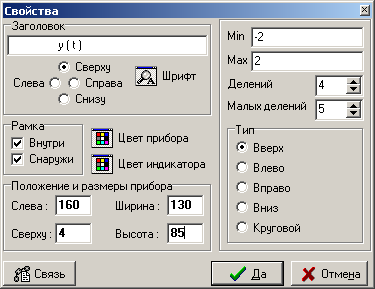 Свойства
Заголовок
y ( t )
Сверху
Слева
Справа
Снизу
Шрифт
Рамка
Внутри
Снаружи
Цвет прибора
Цвет индикатора
Положение и размеры прибора
Слева : 160 Ширина : 130
Сверху : 4 Высота : 85
Min -2
Max 2
Делений 4
Малых делений 5
Тип
Вверх
Влево
Вправо
Вниз
Круговой
Связь
Да
Отмена